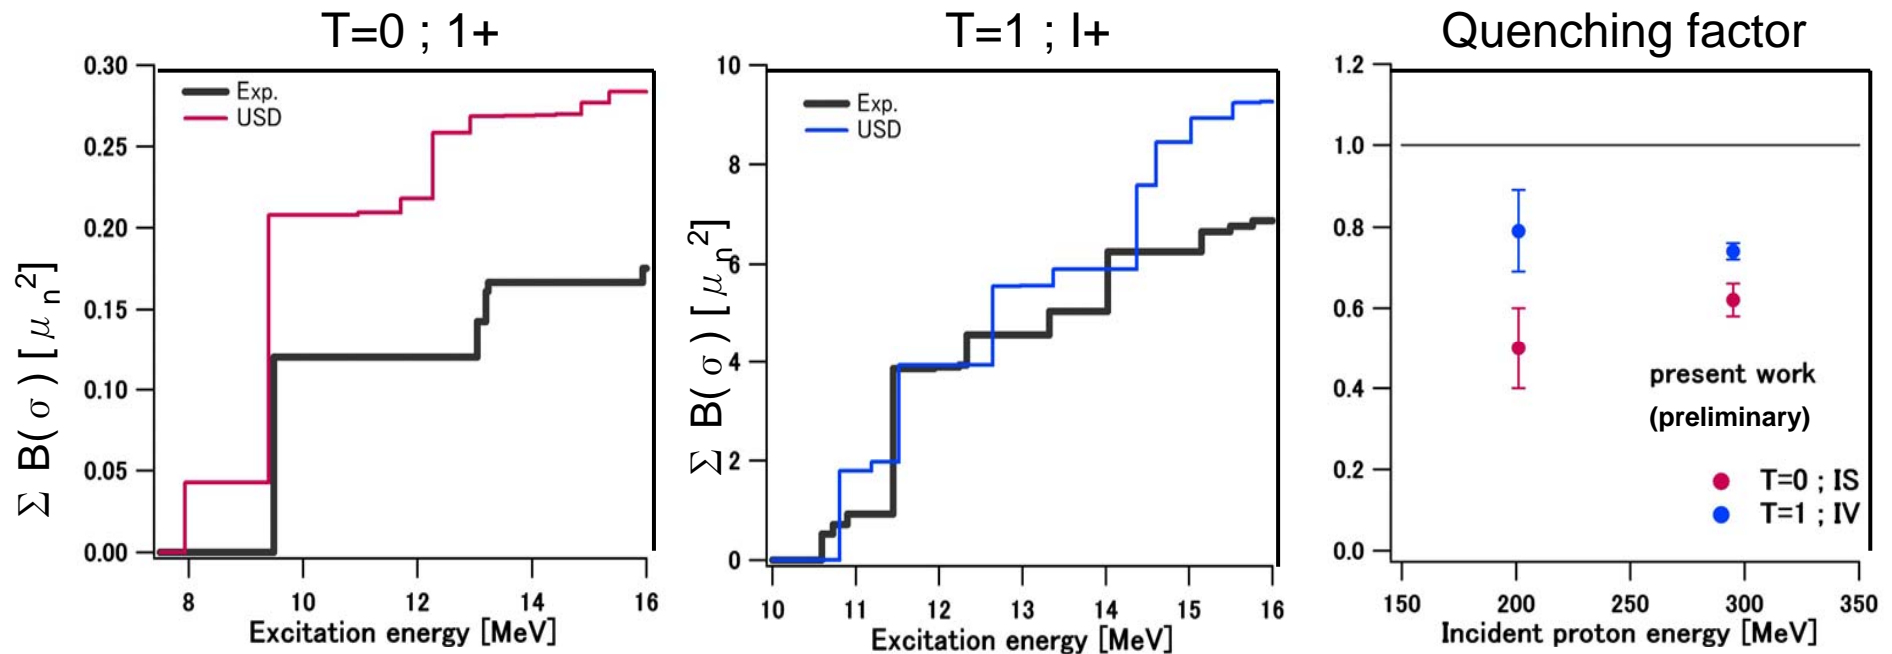 T=0 ; 1+
0.30
0.25
0.20
0.15
0.10
0.05
0.00
Σ B( σ ) [ μ n 2 ]
Exp.
USD
8 10 12 14 16
Excitation energy [MeV]
T=1 ; I+
10
8
6
4
2
0
Σ B( σ ) [ μ n 2 ]
Exp.
USD
10 11 12 13 14 15 16
Excitation energy [MeV]
Quenching factor
1.2
1.0
0.8
0.6
0.4
0.2
0.0
present work
(preliminary)
T=0 ; IS
T=1 ; IV
150 200 250 300 350
Incident proton energy [MeV]